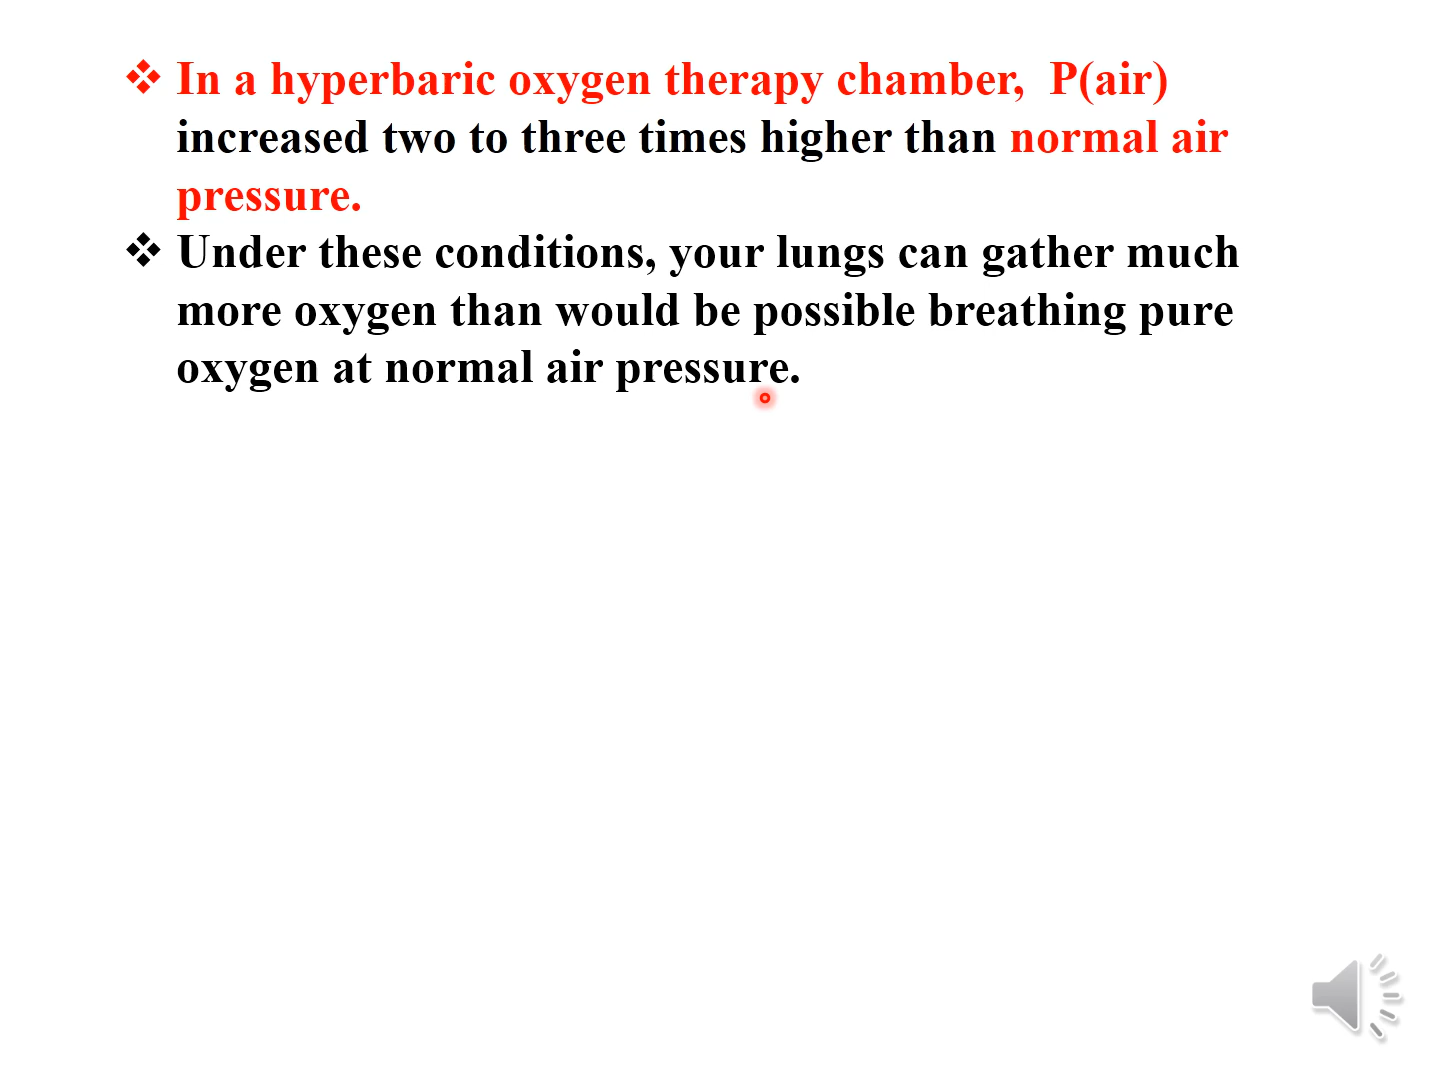 ❖ In a hyperbaric oxygen therapy chamber,  P(air)
increased two to three times higher than normal air
pressure.
❖ Under these conditions, your lungs can gather much
more oxygen than would be possible breathing pure
oxygen at normal air pressure.